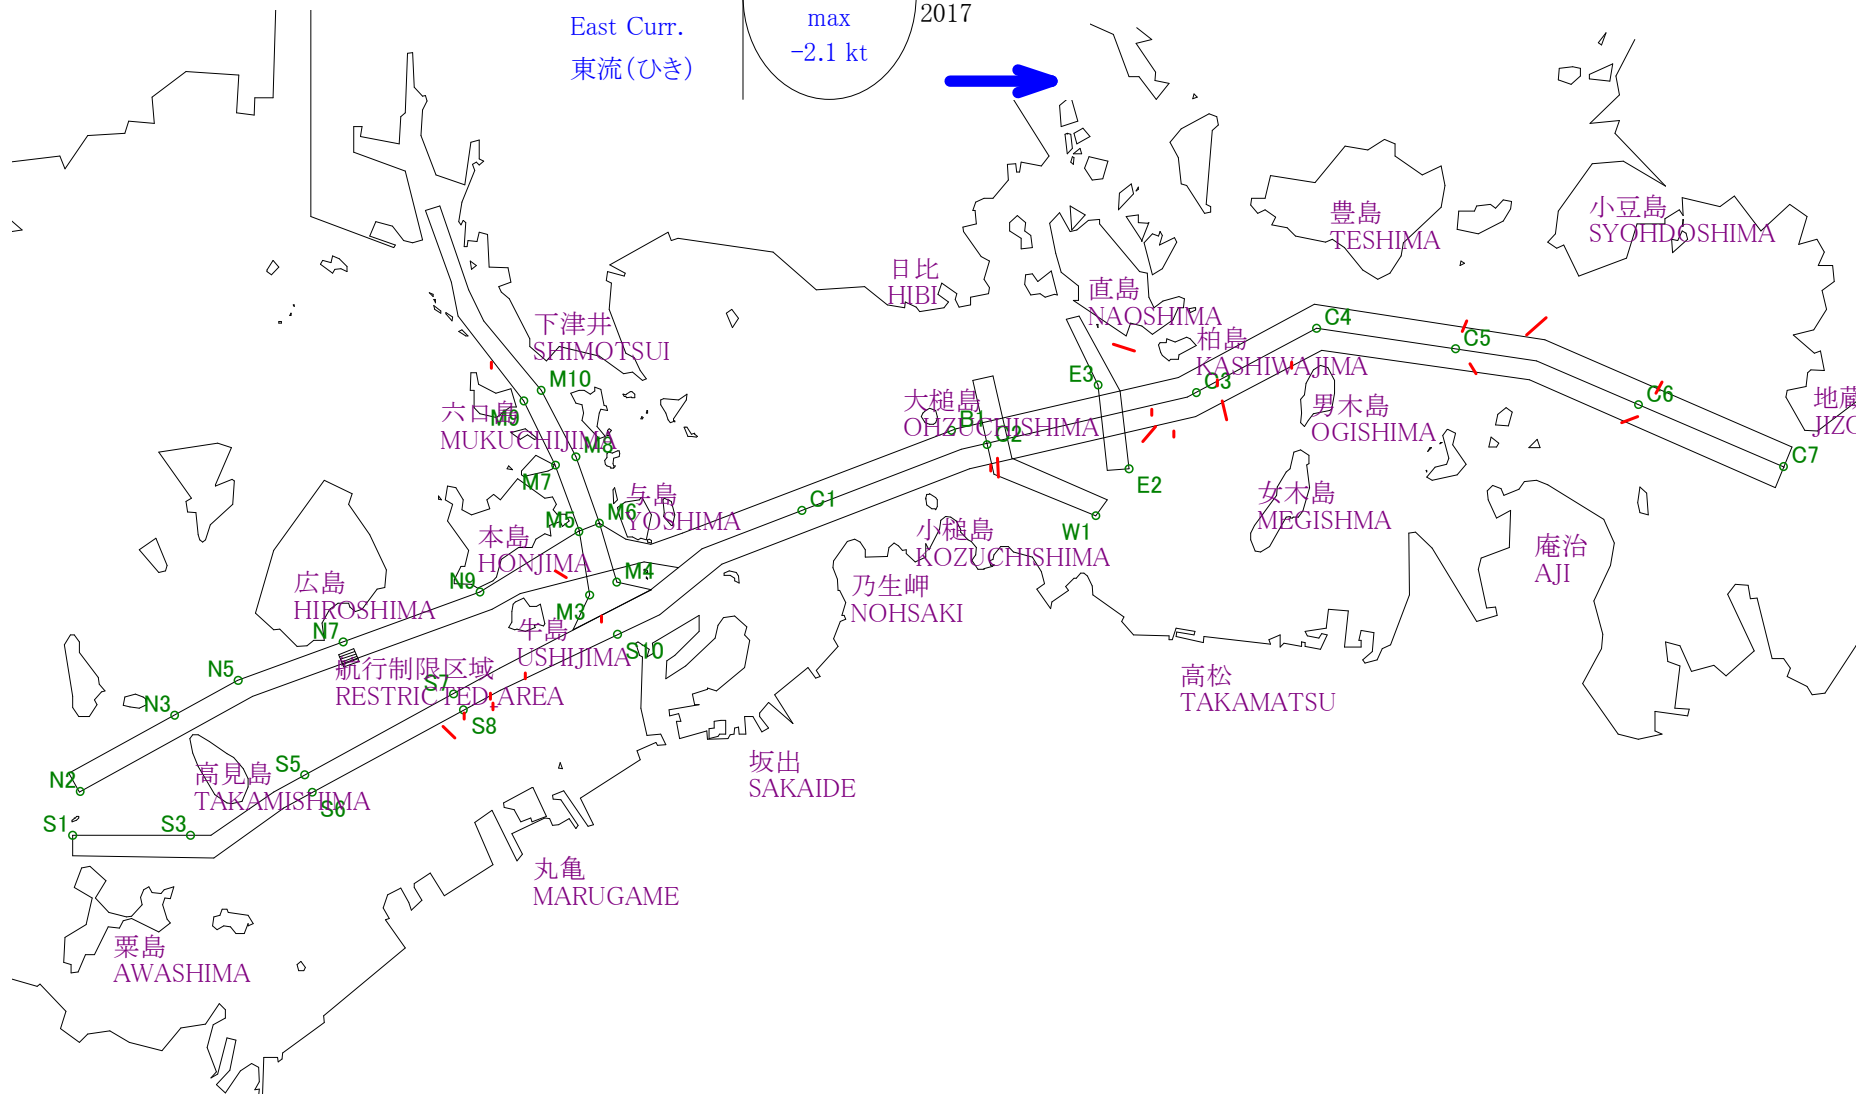 2017
East Curr.
max
東流(ひき)
-2.1 kt
豊島
TESHIMA
小豆島
SYOHDOSHIMA
日比
HIBI
直島
NAOSHIMA
下津井
SHIMOTSUI
柏島
KASHIWAJIMA
C4
C5
M10
E3
C3
C6
六口島
MUKUCHIJIMA
M9
大槌島
OHZUCHISHIMA
B1
C2
男木島
OGISHIMA
地蔵
JIZO
M8
M7
E2
C7
与島
YOSHIMA
C1
女木島
MEGISHMA
M5
M6
本島
HONJIMA
小槌島
KOZUCHISHIMA
W1
庵治
AJI
広島
HIROSHIMA
N9
M4
M3
乃生岬
NOHSAKI
N7
牛島
USHIJIMA
S10
航行制限区域
RESTRICTED AREA
N5
S7
高松
TAKAMATSU
N3
S8
N2
高見島
TAKAMISHIMA
S5
S6
坂出
SAKAIDE
S1
S3
丸亀
MARUGAME
粟島
AWASHIMA